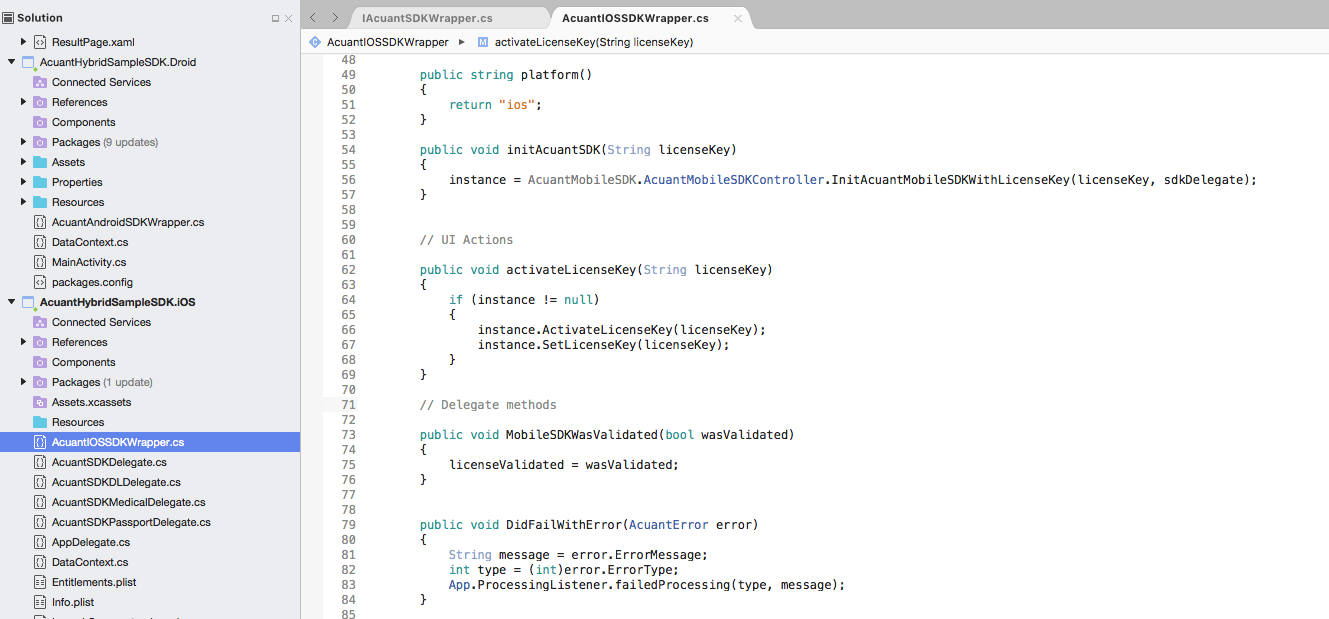 Solution
IAcuantSDKWrapper.cs
AcuantIOSSDKWrapper.cs
AcuantIOSSDKWrapper
M activateLicenseKey(String licenseKey)
ResultPage.xaml
AcuantHybridSampleSDK.Droid
Connected Services
References
Components
Packages (9 updates)
Assets
Properties
Resources
AcuantAndroidSDKWrapper.cs
DataContext.cs
MainActivity.cs
packages.config
AcuantHybridSampleSDK.iOS
Connected Services
References
Components
Packages (1 update)
Assets.xcassets
Resources
AcuantIOSSDKWrapper.cs
AcuantSDKDelegate.cs
AcuantSDKDLDelegate.cs
AcuantSDKMedicalDelegate.cs
AcuantSDKPassportDelegate.cs
AppDelegate.cs
DataContext.cs
Entitlements.plist
Info.plist
48
49 public string platform()
50 {
51 return "ios";
52 }
53
54 public void initAcuantSDK(String licenseKey)
55 {
56 instance = AcuantMobileSDK.AcuantMobileSDKController.InitAcuantMobileSDKWithLicenseKey(licenseKey, sdkDelegate);
57 }
58
59
60 // UI Actions
61
62 public void activateLicenseKey(String licenseKey)
63 {
64 if (instance != null)
65 {
66 instance.ActivateLicenseKey(licenseKey);
67 instance.SetLicenseKey(licenseKey);
68 }
69 }
70
71 // Delegate methods
72
73 public void MobileSDKWasValidated(bool wasValidated)
74 {
75 licenseValidated = wasValidated;
76 }
77
78
79 public void DidFailWithError(AcuantError error)
80 {
81 String message = error.ErrorMessage;
82 int type = (int)error.ErrorType;
83 App.ProcessingListener.failedProcessing(type, message);
84 }
85